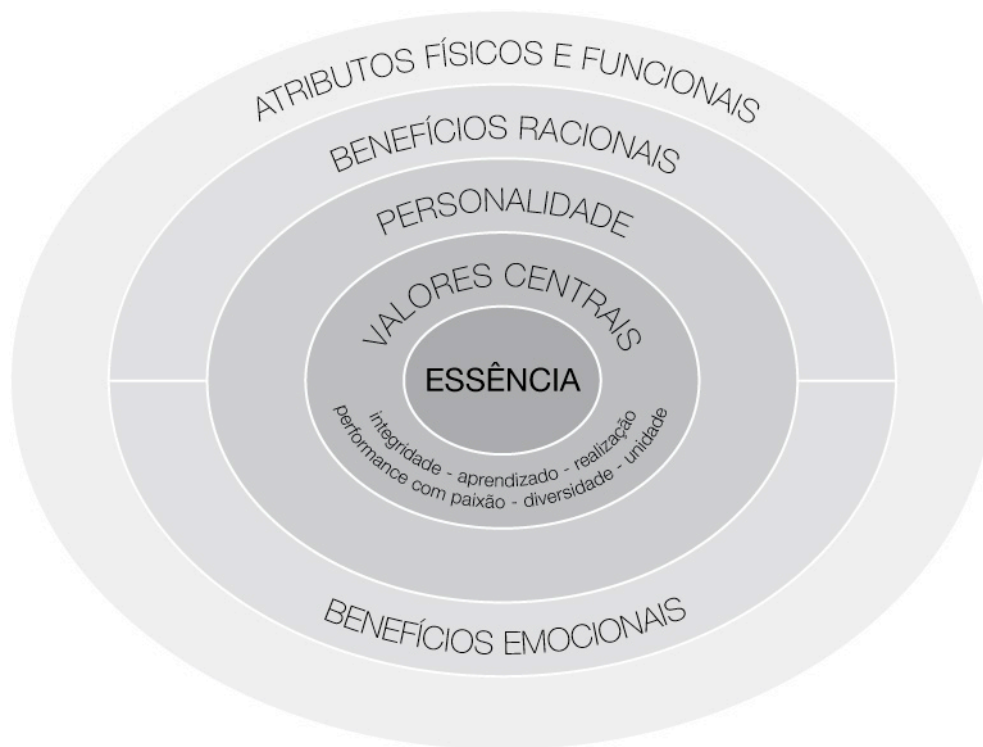 ATRIBUTOS FÍSICOS E FUNCIONAIS
BENEFÍCIOS RACIONAIS
PERSONALIDADE
VALORES CENTRAIS
ESSÊNCIA
integridade - aprendizado - realização
performance com paixão - diversidade - unidade
BENEFÍCIOS EMOCIONAIS